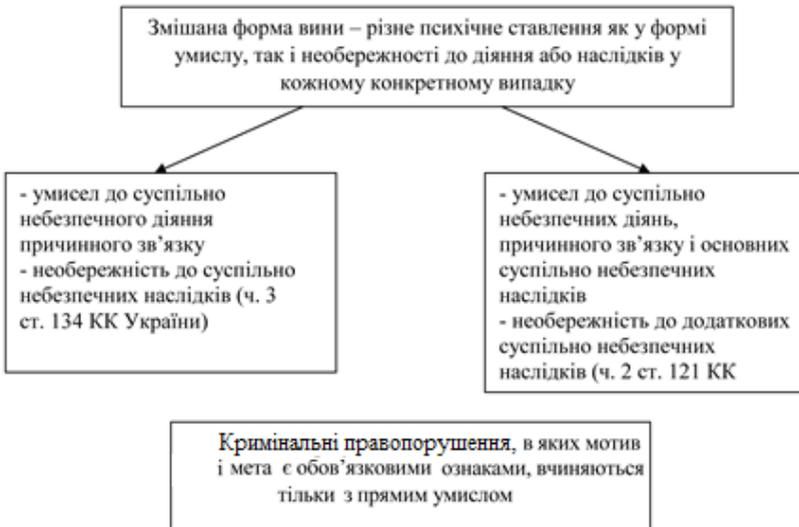 Змішана форма вини – різне психічне ставлення як у формі
умислу, так і необережності до діяння або наслідків у
кожному конкретному випадку
- умисел до суспільно
небезпечного діяння
причинного зв’язку
- необережність до суспільно
небезпечних наслідків (ч. 3
ст. 134 КК України)
- умисел до суспільно
небезпечних діянь,
причинного зв’язку і основних
суспільно небезпечних
наслідків
- необережність до додаткових
суспільно небезпечних
наслідків (ч. 2 ст. 121 КК
Кримінальні правопорушення, в яких мотив
і мета є обов’язковими ознаками, вчиняються
тільки з прямим умислом